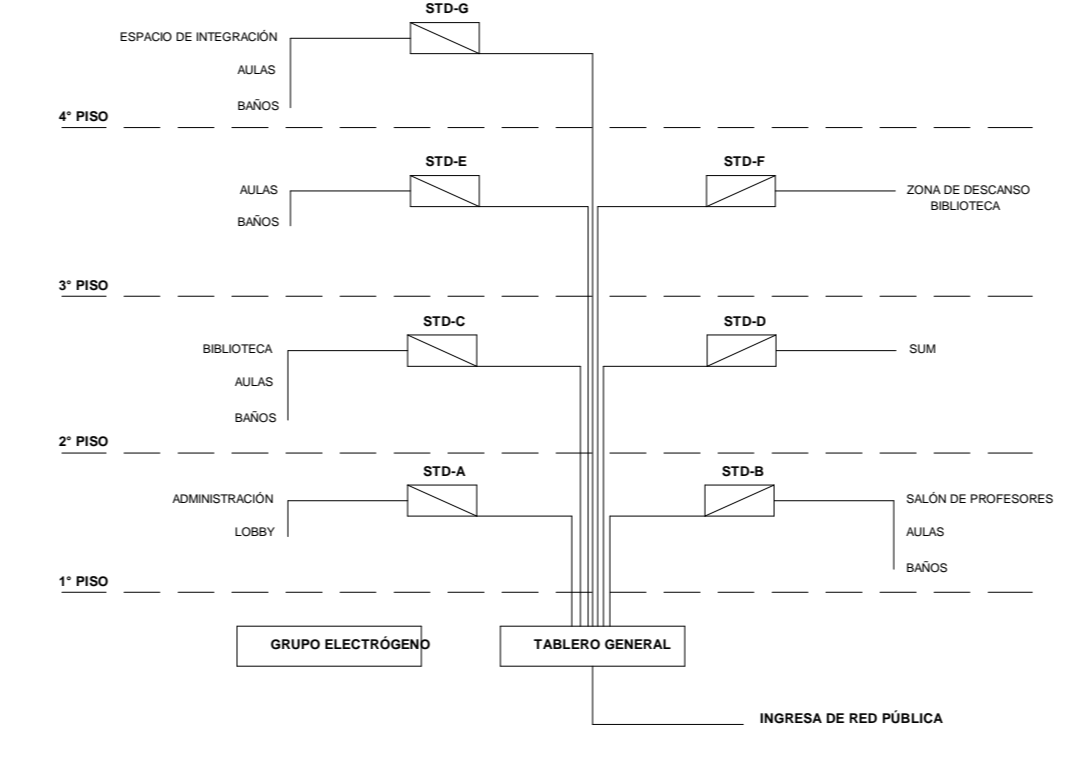 STD-G
ESPACIO DE INTEGRACIÓN
AULAS
BAÑOS
4° PISO
STD-E
STD-F
AULAS
ZONA DE DESCANSO
BIBLIOTECA
BAÑOS
3° PISO
STD-C
STD-D
BIBLIOTECA
SUM
AULAS
BAÑOS
2° PISO
STD-A
STD-B
ADMINISTRACIÓN
SALÓN DE PROFESORES
LOBBY
AULAS
BAÑOS
1° PISO
GRUPO ELECTRÓGENO
TABLERO GENERAL
INGRESA DE RED PÚBLICA